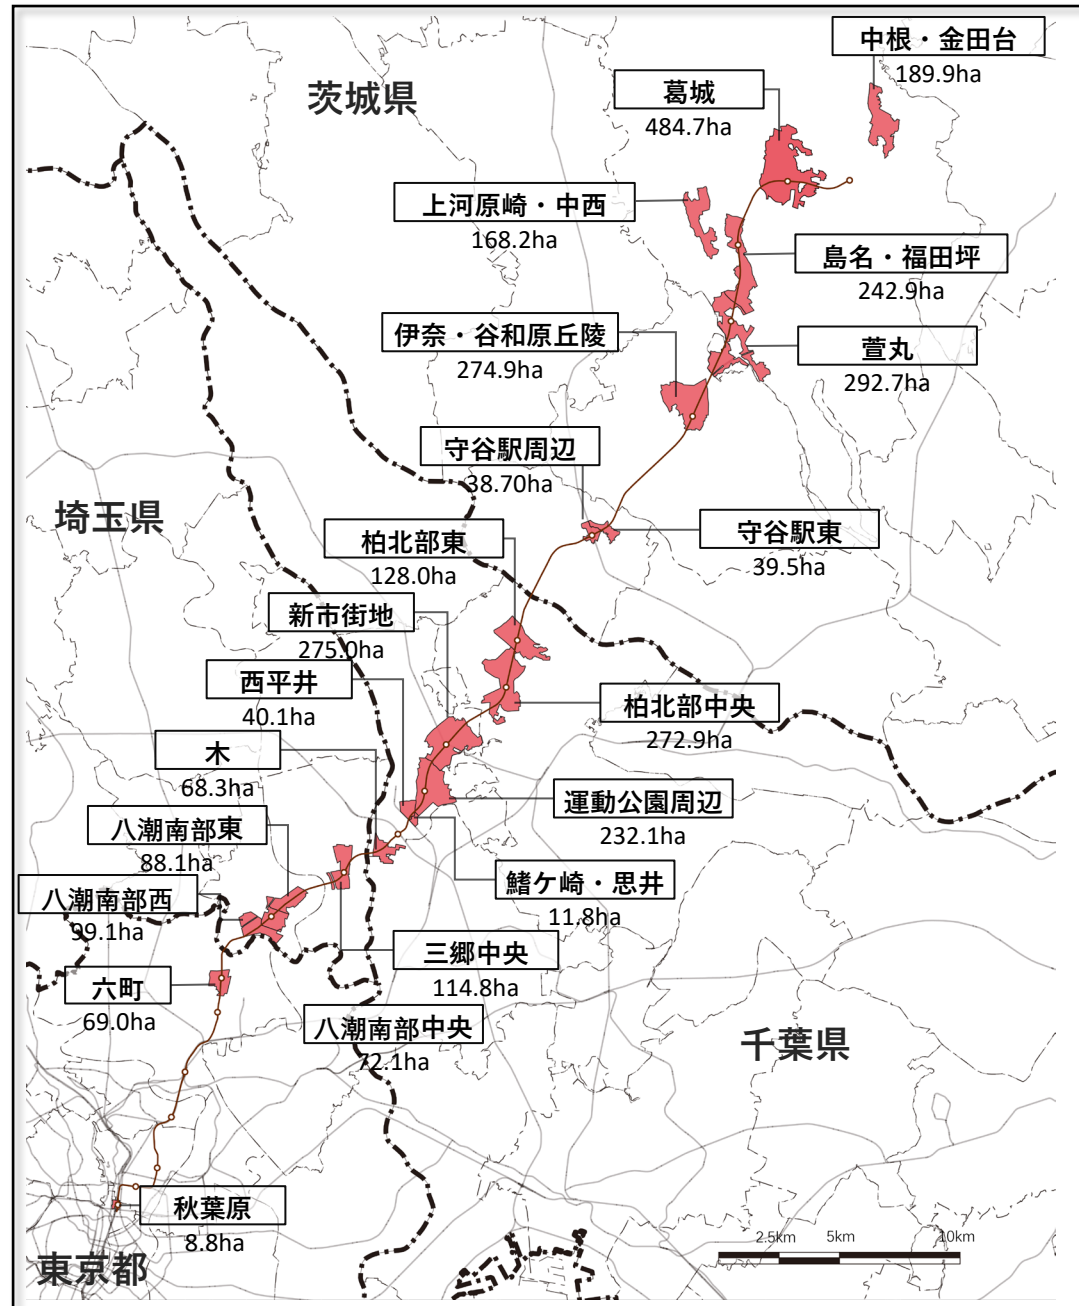 中根・金田台
189.9ha
茨城県
葛城
484.7ha
上河原崎・中西
168.2ha
島名・福田坪
242.9ha
伊奈・谷和原丘陵
274.9ha
萱丸
292.7ha
守谷駅周辺
38.70ha
埼玉県
守谷駅東
39.5ha
柏北部東
128.0ha
新市街地
275.0ha
西平井
40.1ha
柏北部中央
272.9ha
木
68.3ha
運動公園周辺
232.1ha
八潮南部東
88.1ha
鰭ケ崎・思井
11.8ha
八潮南部西
99.1ha
三郷中央
114.8ha
六町
69.0ha
八潮南部中央
72.1ha
千葉県
秋葉原
8.8ha
東京都
2.5km
5km
10km